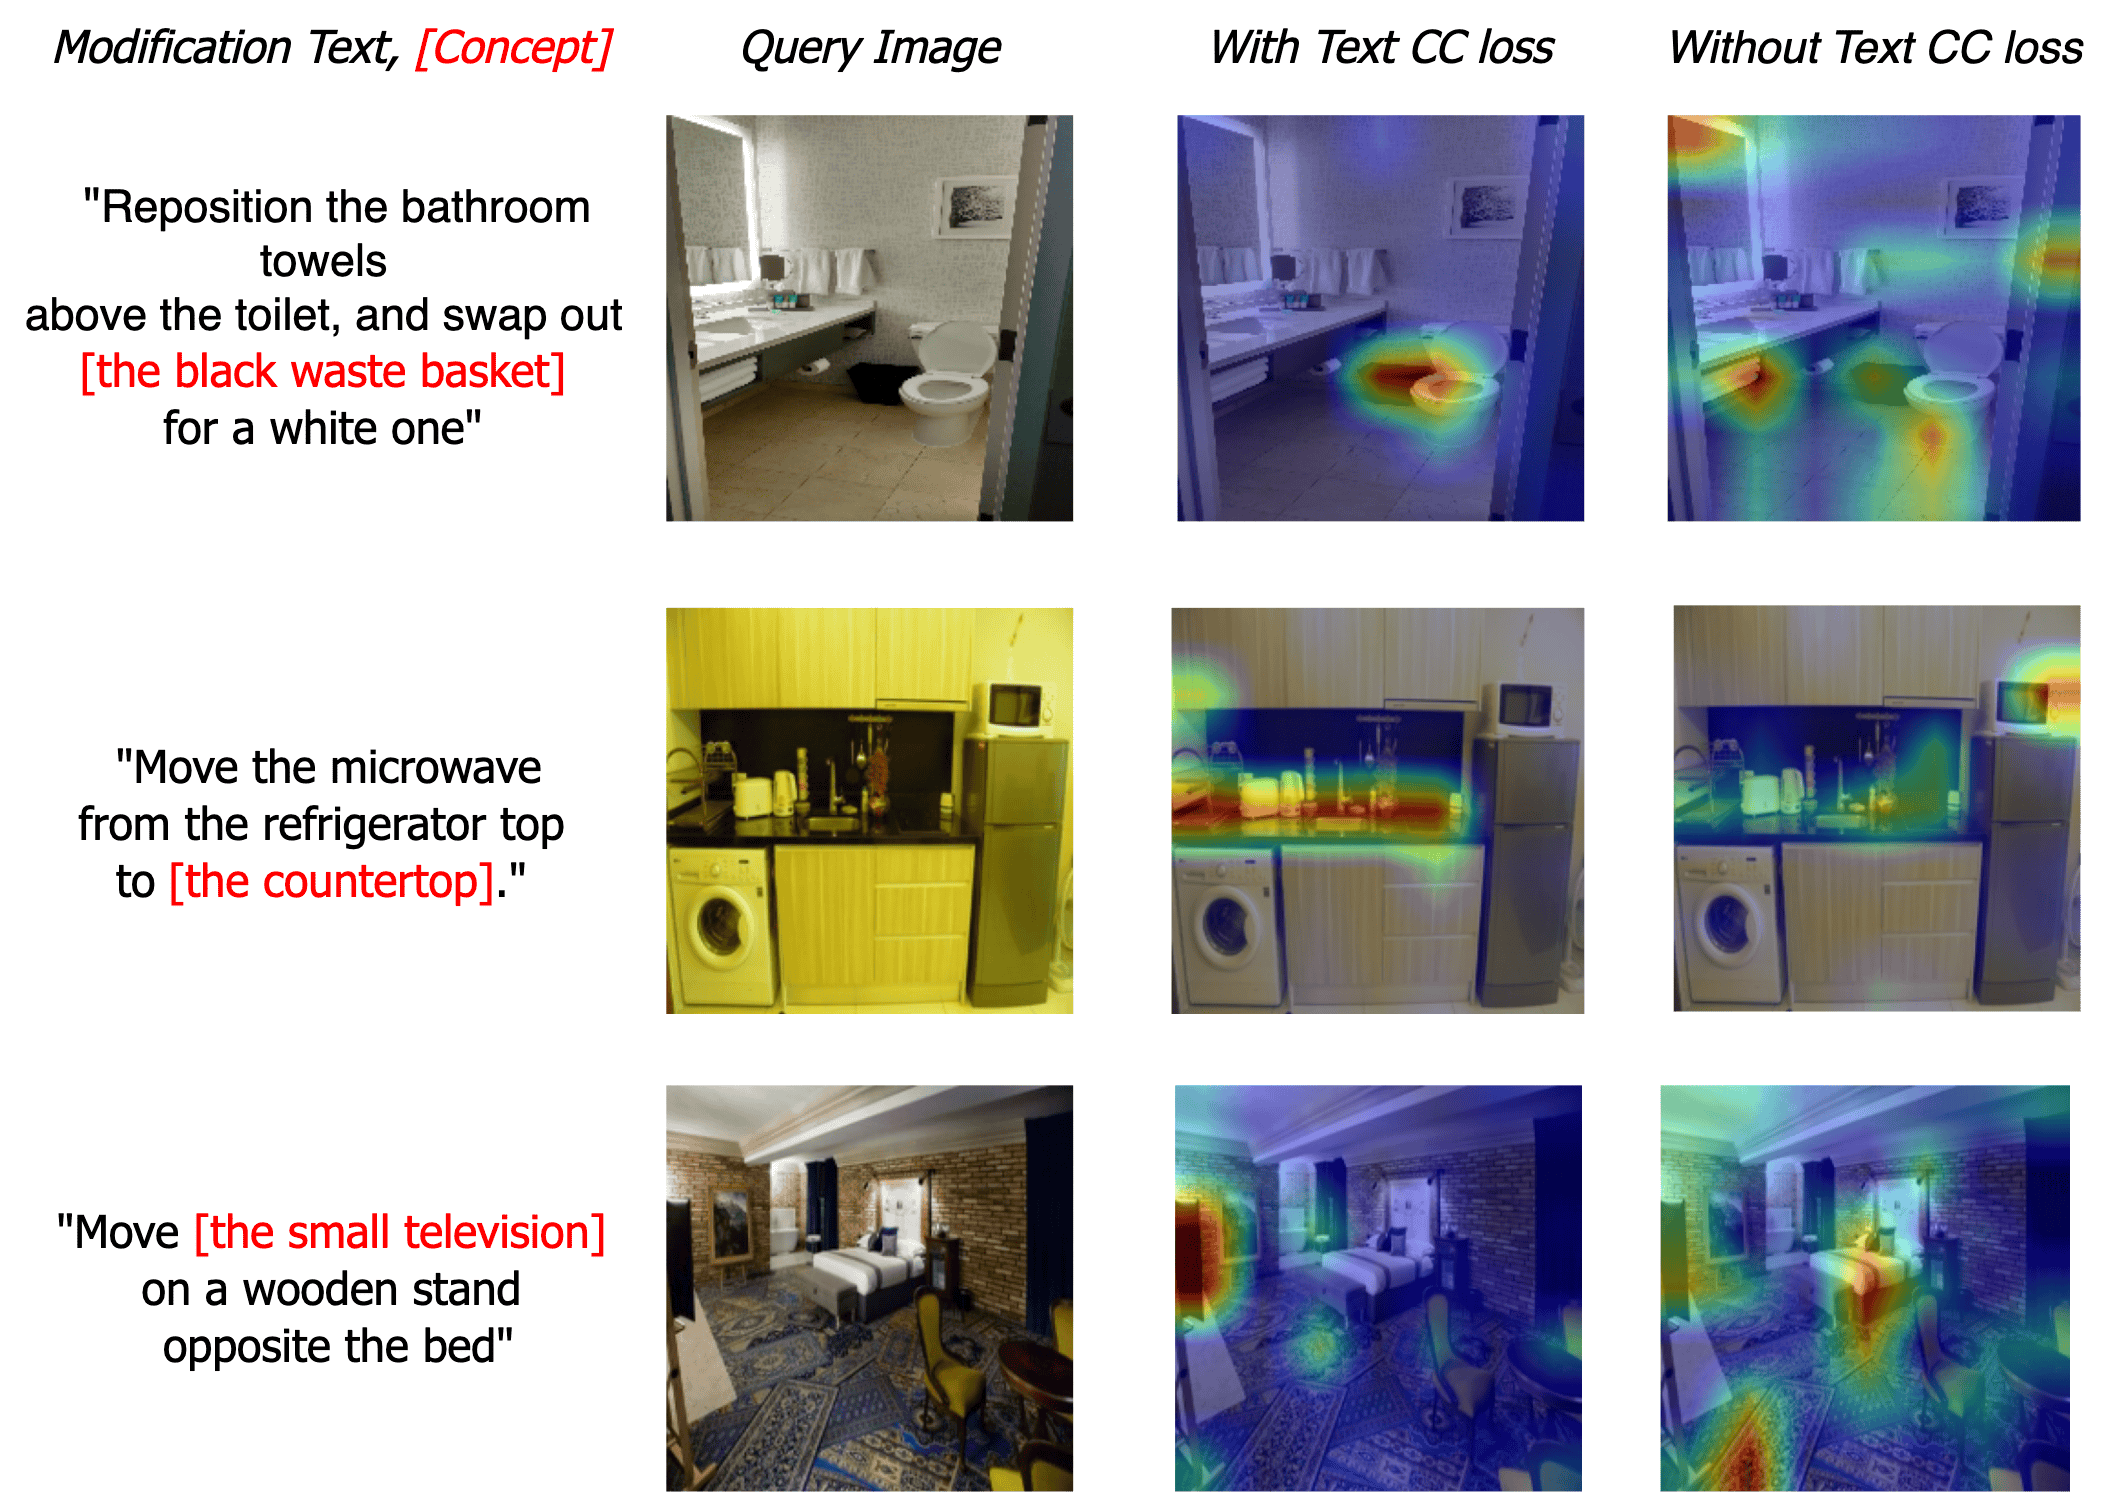 Modification Text, [Concept]
Query Image
With Text CC loss
Without Text CC loss
"Reposition the bathroom
towels
above the toilet, and swap out
[the black waste basket]
for a white one"
"Move the microwave
from the refrigerator top
to [the countertop]."
"Move [the small television]
on a wooden stand
opposite the bed"